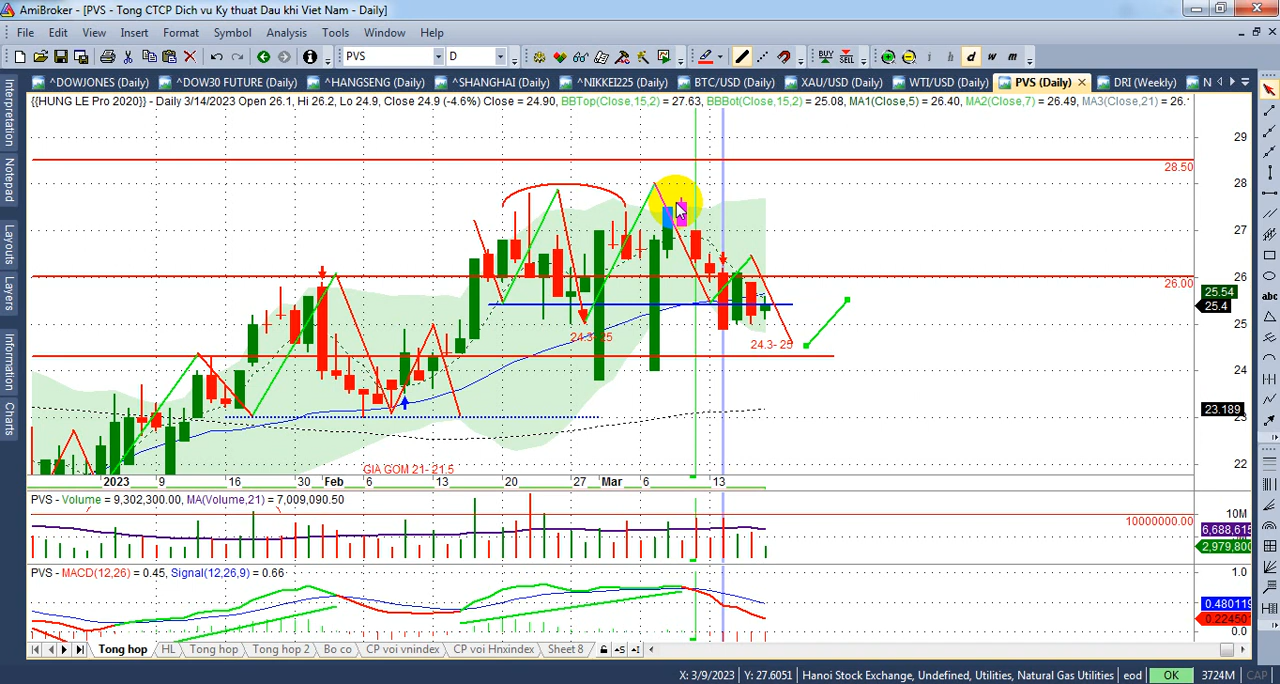 AmiBroker - [PVS - Tong CTCP Dich vu Ky thuat Dau khi Viet Nam - Daily]
File Edit View Insert Format Symbol Analysis Tools Window Help
PVS D BUY SELL i h d w m
^DOWJONES (Daily) ^DOW30 FUTURE (Daily) ^HANGSENG (Daily) ^SHANGHAI (Daily) ^NIKKEI225 (Daily) BTC/USD (Daily) XAU/USD (Daily) WTI/USD (Daily) PVS (Daily) DRI (Weekly) N
{{HUNG LE Pro 2020}} - Daily 3/14/2023 Open 26.1, Hi 26.2, Lo 24.9, Close 24.9 (-4.6%) Close = 24.90, BBTop(Close,15,2) = 27.63, BBBot(Close,15,2) = 25.08, MA1(Close,5) = 26.40, MA2(Close,7) = 26.49, MA3(Close,21) = 26.
Interpretation
Notepad
Layouts
Layers
Information
Charts
29
28.50
28
27
26.00
26
25.54
25.4
25
24.3- 25
24.3- 25
24
23.189
23
22
GIA GOM 21- 21.5
2023 9 16 30 Feb 6 13 20 27 Mar 6 13
PVS - Volume = 9,302,300.00, MA(Volume,21) = 7,009,090.50
10M
10000000.00
6,688,615
2,979,800
PVS - MACD(12,26) = 0.45, Signal(12,26,9) = 0.66
1.0
0.480119
0.22450
0.0
abc
Tong hop HL Tong hop Tong hop 2 Bo co CP voi vnindex CP voi Hnxindex Sheet 8
X: 3/9/2023 Y: 27.6051 Hanoi Stock Exchange, Undefined, Utilities, Natural Gas Utilities eod OK 3724M CAP